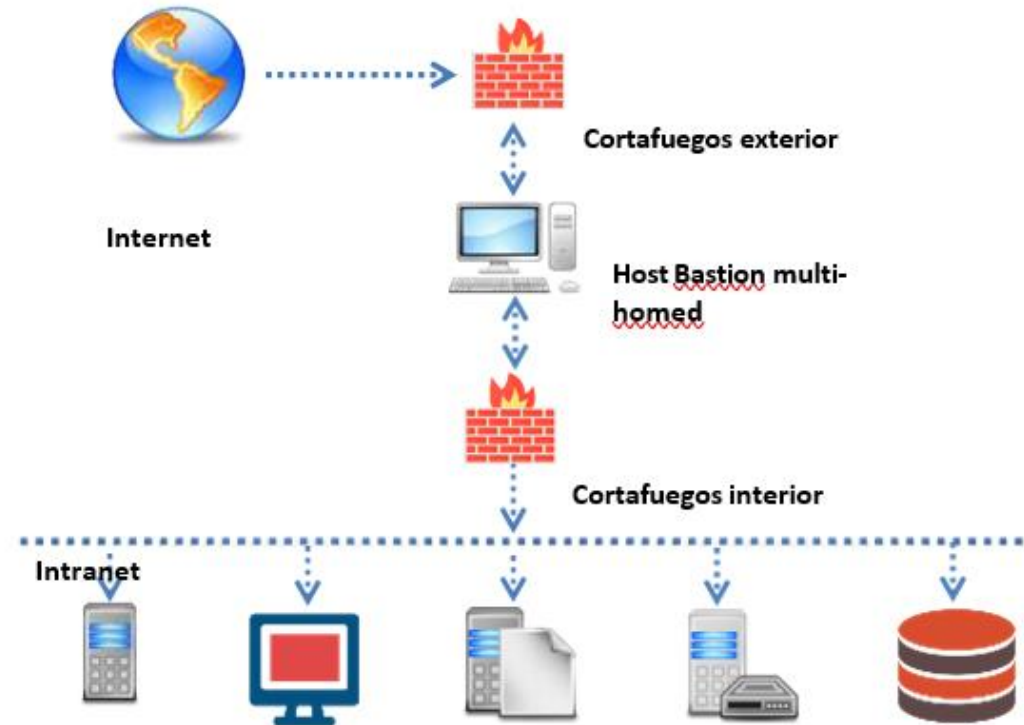 Cortafuegos exterior
Internet
Host Bastion multi-
homed
Cortafuegos interior
Intranet